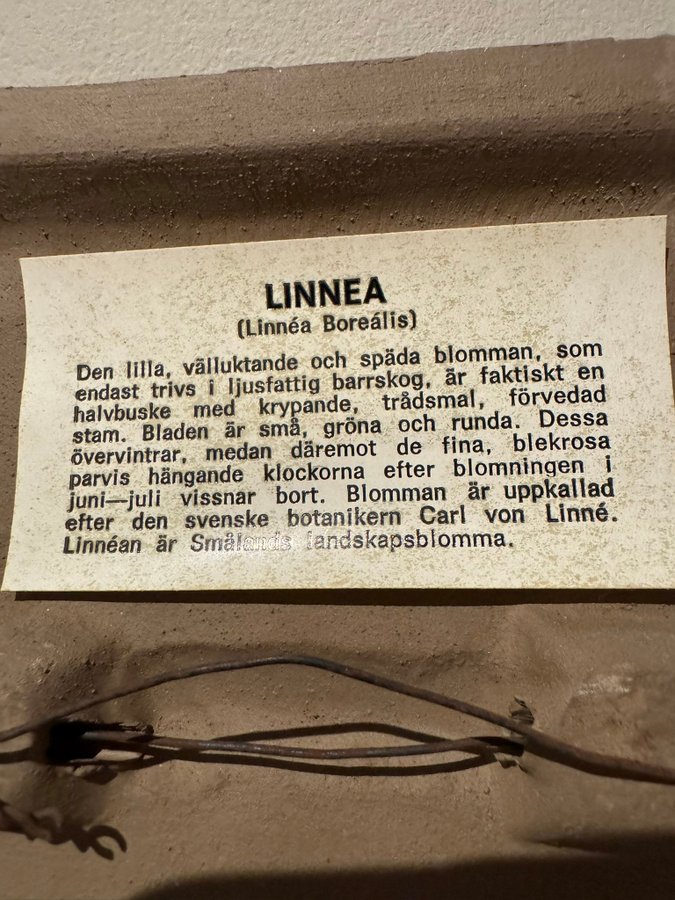 LINNEA
(Linnéa Boreális)
Den lilla, välluktande och späda blomman, som
endast trivs i ljusfattig barrskog, är faktiskt en
halvbuske med krypande, trådsmal, förvedad
stam. Bladen är små, gröna och runda. Dessa
övervintrar, medan däremot de fina, blekrosa
parvis hängande klockorna efter blomningen i
juni—juli vissnar bort. Blomman är uppkallad
efter den svenske botanikern Carl von Linné.
Linnéan är Smålands landskapsblomma.